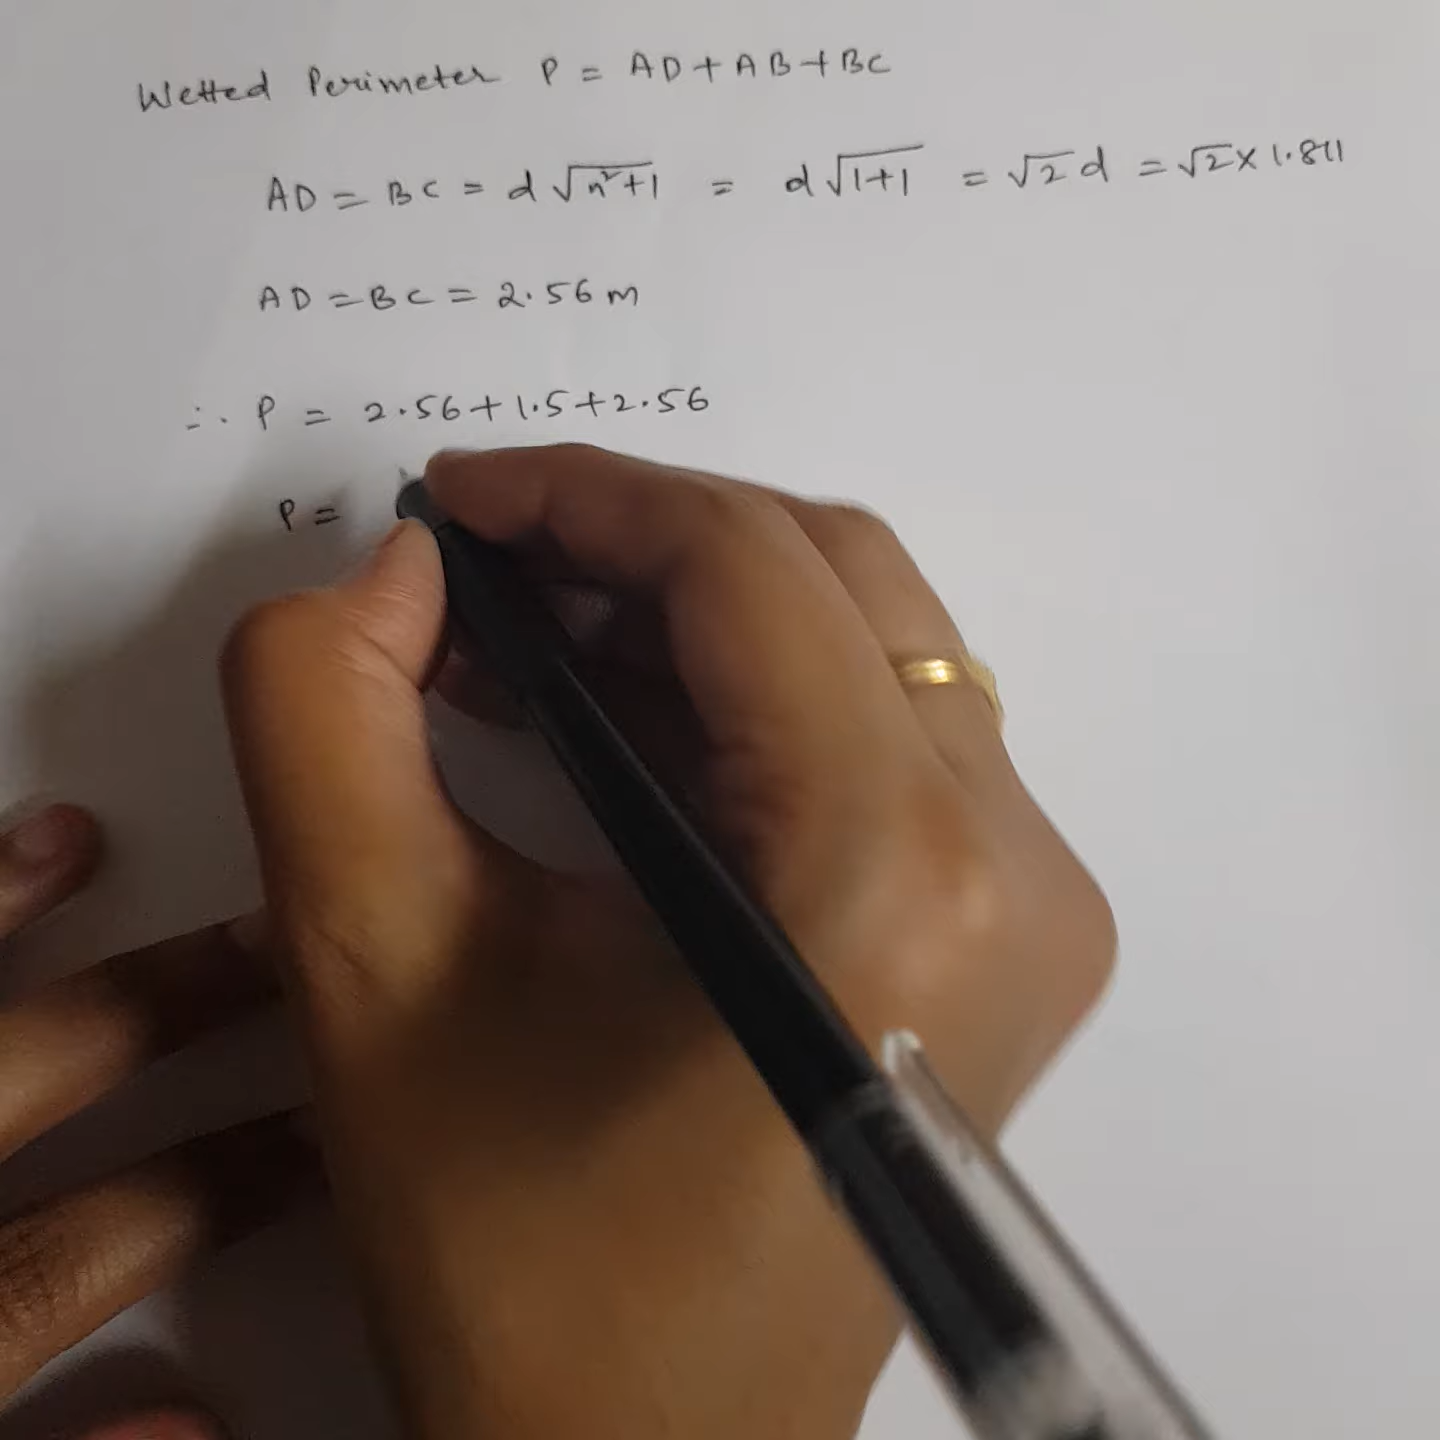 Wetted Perimeter P = AD+AB+BC
AD = BC = d √(n²+1) = d√(1+1) = √2 d = √2 × 1.811
AD = BC = 2.56 m
∴ P = 2.56+1.5+2.56
P =